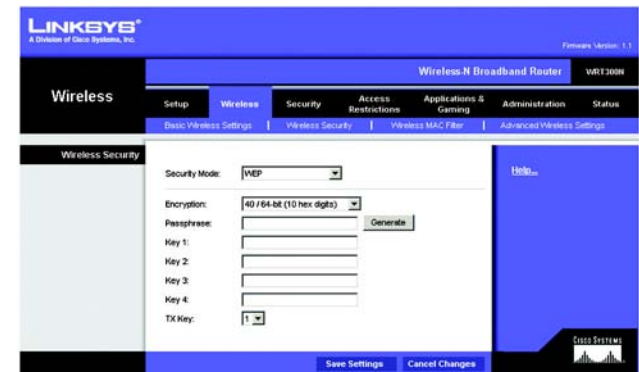 LINKSYS®
A Division of Cisco Systems, Inc.
Firmware Version: 1.1
Wireless-N Broadband Router WRT300N
Wireless
Setup Wireless Security Access Restrictions Applications & Gaming Administration Status
Basic Wireless Settings | Wireless Security | Wireless MAC Filter | Advanced Wireless Settings
Wireless Security
Help...
Security Mode: WEP
Encryption: 40 / 64-bit (10 hex digits)
Passphrase: Generate
Key 1:
Key 2:
Key 3:
Key 4:
TX Key: 1
CISCO SYSTEMS
Save Settings Cancel Changes